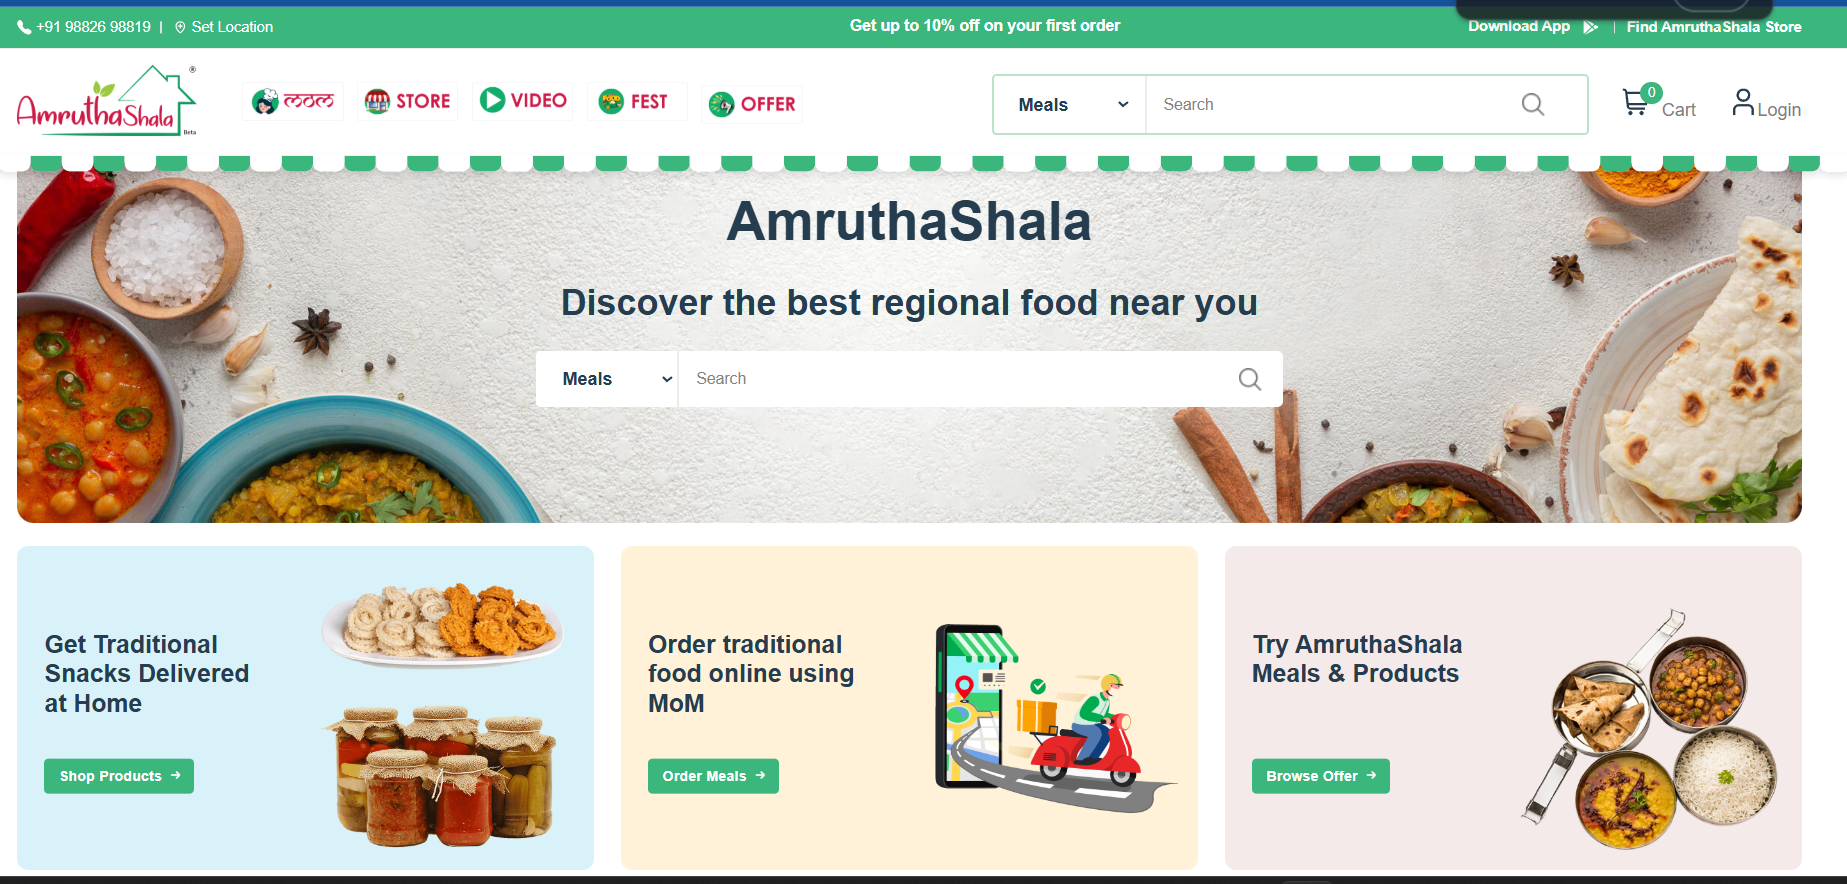 +91 98826 98819 | Set Location
Get up to 10% off on your first order
Download App | Find AmruthaShala Store
AmruthaShala
®
Beta
STORE
VIDEO
FOOD
FEST
OFFER
Meals
Search
0
Cart
Login
AmruthaShala
Discover the best regional food near you
Meals
Search
Get Traditional
Snacks Delivered
at Home
Shop Products →
Order traditional
food online using
MoM
Order Meals →
Try AmruthaShala
Meals & Products
Browse Offer →